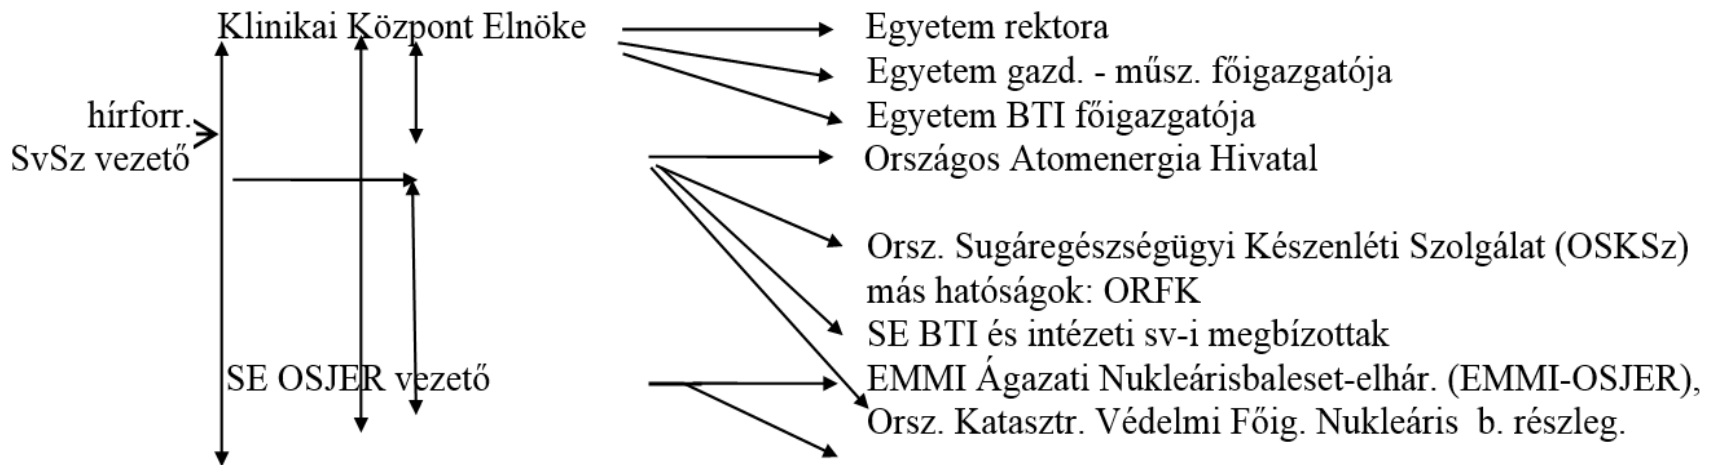 Klinikai Központ Elnöke
Egyetem rektora
Egyetem gazd. - műsz. főigazgatója
hírforr.
Egyetem BTI főigazgatója
SvSz vezető
Országos Atomenergia Hivatal
Orsz. Sugáregészségügyi Készenléti Szolgálat (OSKSz)
más hatóságok: ORFK
SE BTI és intézeti sv-i megbízottak
SE OSJER vezető
EMMI Ágazati Nukleárisbaleset-elhár. (EMMI-OSJER),
Orsz. Katasztr. Védelmi Főig. Nukleáris b. részleg.